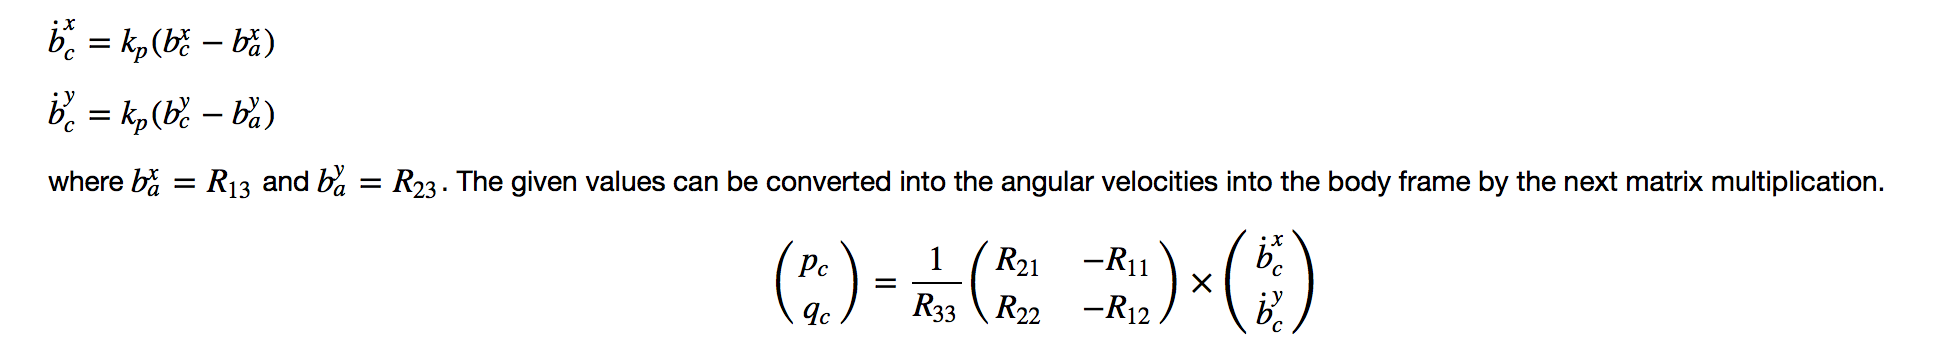 $\dot{b}_c^x = k_p(b_c^x - b_a^x)$
$\dot{b}_c^y = k_p(b_c^y - b_a^y)$
where $b_a^x = R_{13}$ and $b_a^y = R_{23}$. The given values can be converted into the angular velocities into the body frame by the next matrix multiplication.
$\begin{pmatrix} p_c \\ q_c \end{pmatrix} = \frac{1}{R_{33}} \begin{pmatrix} R_{21} & -R_{11} \\ R_{22} & -R_{12} \end{pmatrix} \times \begin{pmatrix} \dot{b}_c^x \\ \dot{b}_c^y \end{pmatrix}$